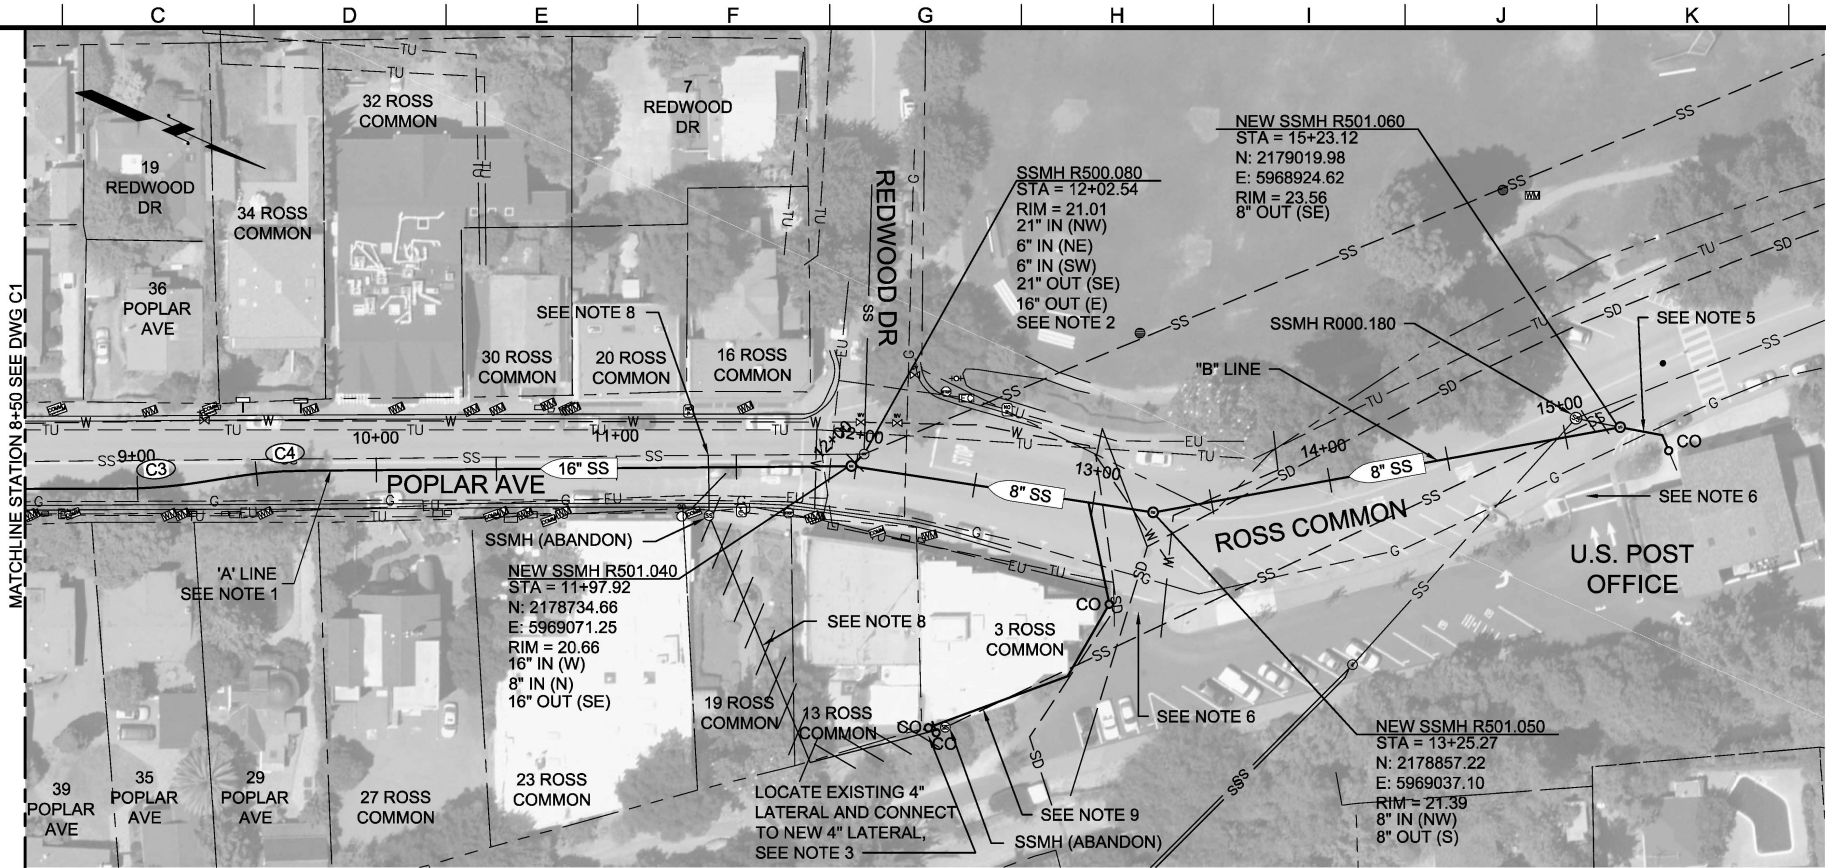 C D E F G H I J K
MATCHLINE STATION 8+50 SEE DWG C1
19
REDWOOD
DR
34 ROSS
COMMON
32 ROSS
COMMON
7
REDWOOD
DR
36
POPLAR
AVE
SEE NOTE 8
30 ROSS
COMMON
20 ROSS
COMMON
16 ROSS
COMMON
REDWOOD DR
SSMH R500.080
STA = 12+02.54
RIM = 21.01
21" IN (NW)
6" IN (NE)
6" IN (SW)
21" OUT (SE)
16" OUT (E)
SEE NOTE 2
NEW SSMH R501.060
STA = 15+23.12
N: 2179019.98
E: 5968924.62
RIM = 23.56
8" OUT (SE)
SSMH R000.180
SEE NOTE 5
"B" LINE
9+00
C3
C4
10+00
11+00
12+00
12+00
13+00
14+00
15+00
16" SS
8" SS
8" SS
POPLAR AVE
ROSS COMMON
CO
SEE NOTE 6
U.S. POST
OFFICE
'A' LINE
SEE NOTE 1
SSMH (ABANDON)
NEW SSMH R501.040
STA = 11+97.92
N: 2178734.66
E: 5969071.25
RIM = 20.66
16" IN (W)
8" IN (N)
16" OUT (SE)
SEE NOTE 8
CO
3 ROSS
COMMON
19 ROSS
COMMON
13 ROSS
COMMON
CO
CO
SEE NOTE 6
NEW SSMH R501.050
STA = 13+25.27
N: 2178857.22
E: 5969037.10
RIM = 21.39
8" IN (NW)
8" OUT (S)
39
POPLAR
AVE
35
POPLAR
AVE
29
POPLAR
AVE
27 ROSS
COMMON
23 ROSS
COMMON
LOCATE EXISTING 4"
LATERAL AND CONNECT
TO NEW 4" LATERAL,
SEE NOTE 3
SEE NOTE 9
SSMH (ABANDON)